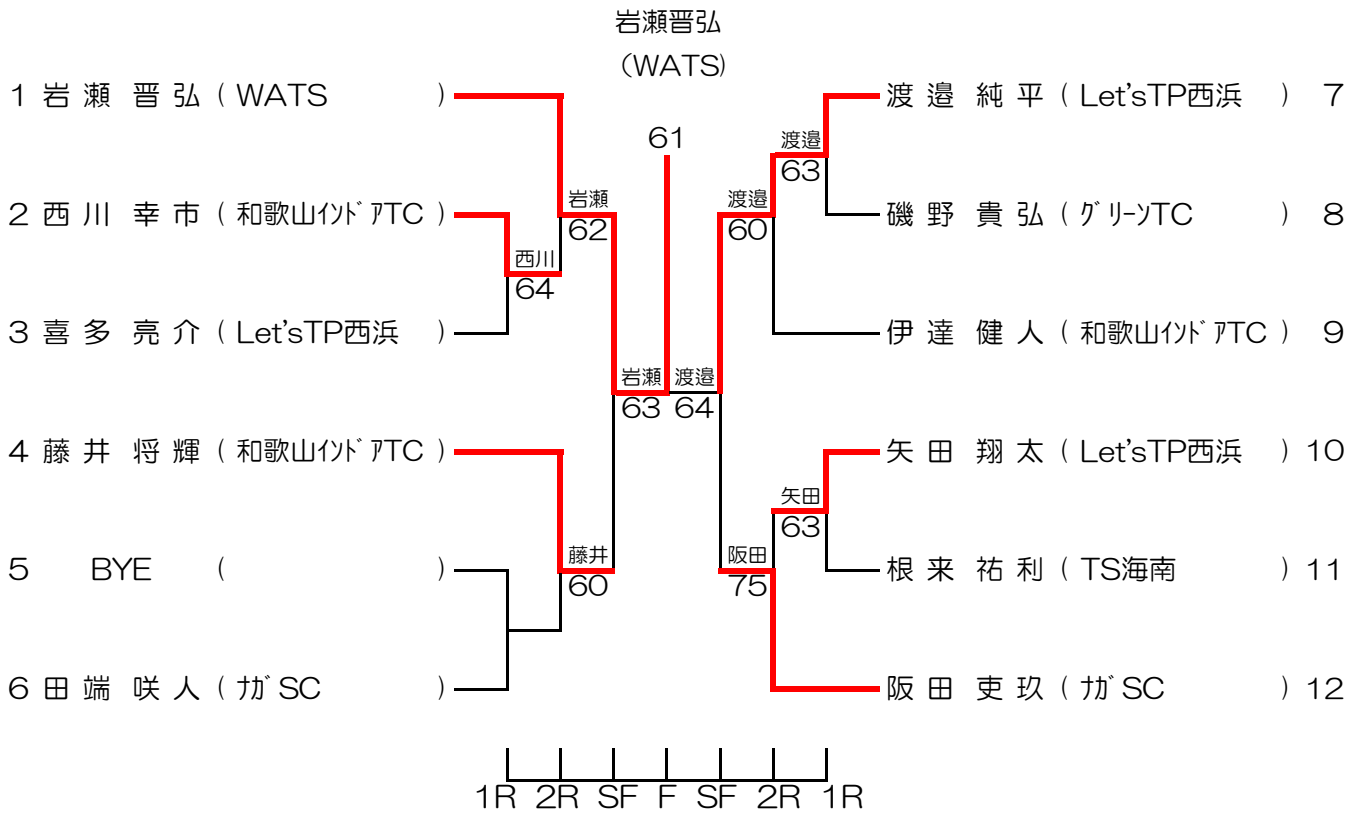 岩瀬晋弘
(WATS)
1 岩瀬 晋弘 ( WATS )
渡邉 純平 ( Let'sTP西浜 ) 7
61
渡邉
63
2 西川 幸市 ( 和歌山ｲﾝﾄﾞｱTC )
岩瀬
62
渡邉
60
磯野 貴弘 ( ｸﾞﾘｰﾝTC ) 8
西川
64
3 喜多 亮介 ( Let'sTP西浜 )
伊達 健人 ( 和歌山ｲﾝﾄﾞｱTC ) 9
岩瀬 渡邉
63 64
4 藤井 将輝 ( 和歌山ｲﾝﾄﾞｱTC )
矢田 翔太 ( Let'sTP西浜 ) 10
矢田
63
5 BYE ( )
藤井
60
阪田
75
根来 祐利 ( TS海南 ) 11
6 田端 咲人 ( ﾅｶﾞSC )
阪田 吏玖 ( ﾅｶﾞSC ) 12
1R 2R SF F SF 2R 1R